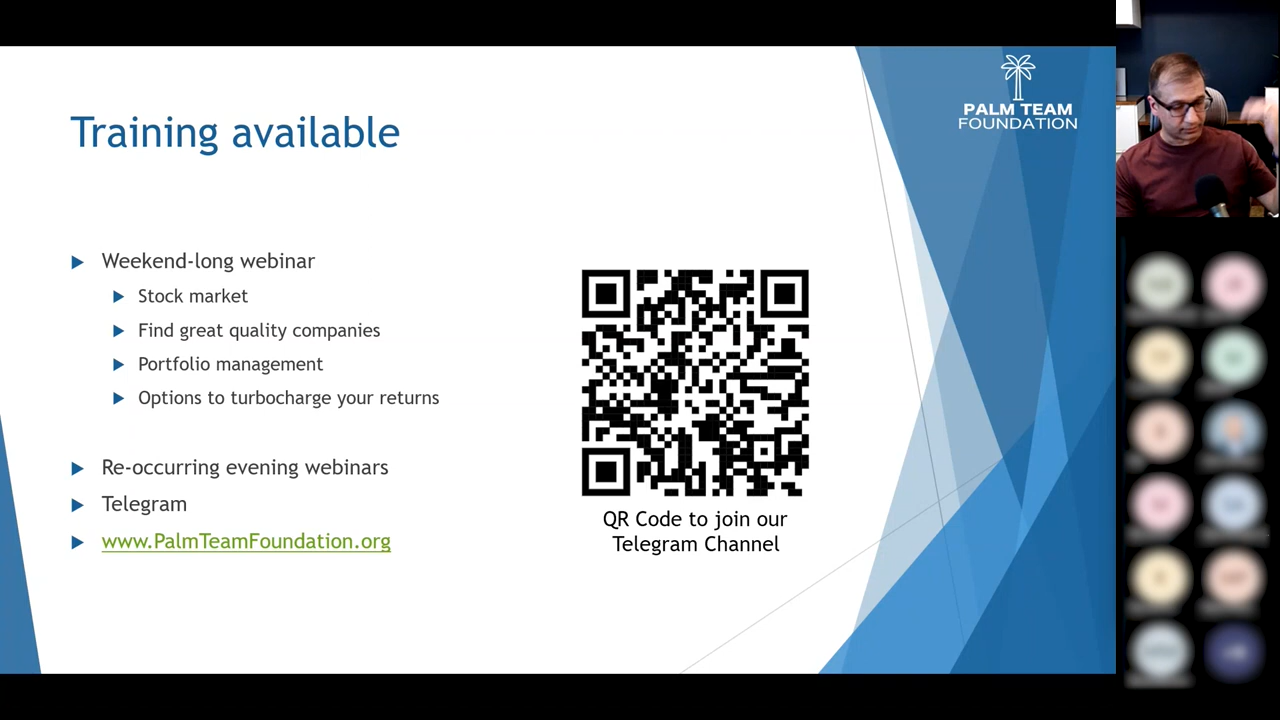 PALM TEAM
FOUNDATION
Training available
Weekend-long webinar
Stock market
Find great quality companies
Portfolio management
Options to turbocharge your returns
Re-occurring evening webinars
Telegram
www.PalmTeamFoundation.org
QR Code to join our
Telegram Channel